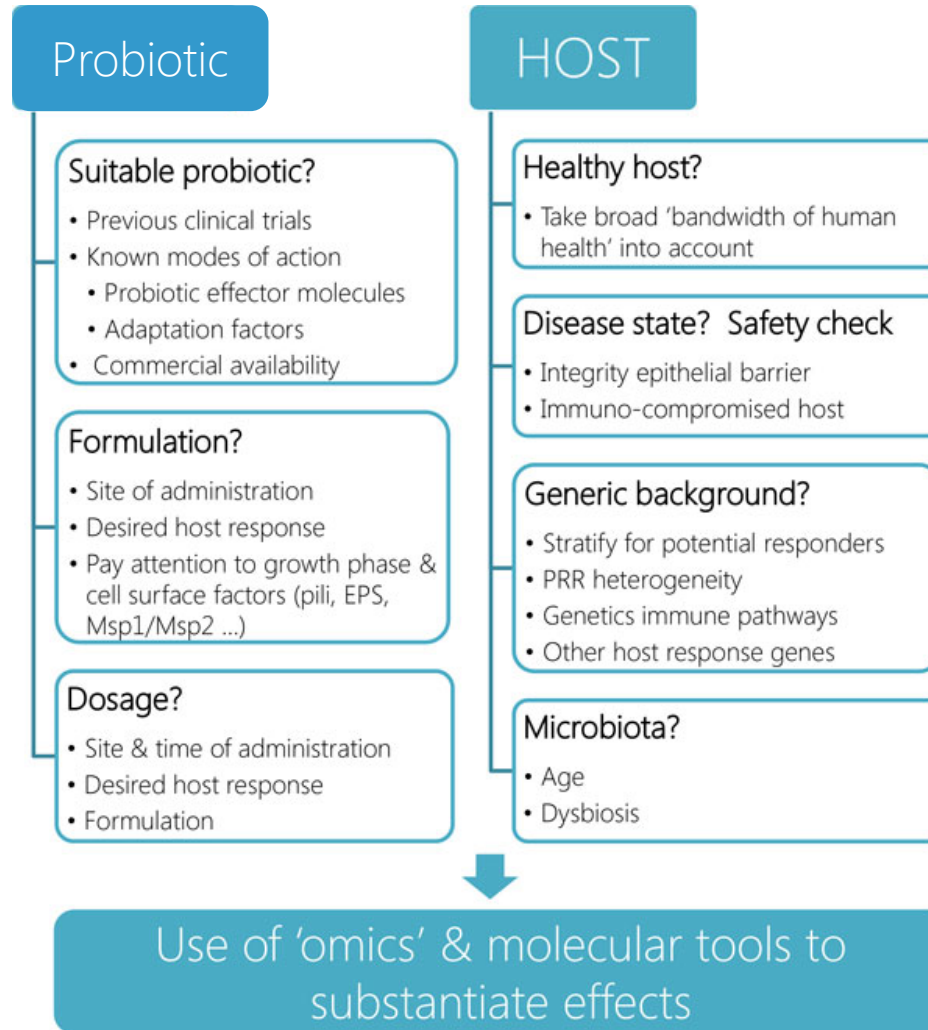 Probiotic
Suitable probiotic?
• Previous clinical trials
• Known modes of action
• Probiotic effector molecules
• Adaptation factors
• Commercial availability
Formulation?
• Site of administration
• Desired host response
• Pay attention to growth phase &
cell surface factors (pili, EPS,
Msp1/Msp2 ...)
Dosage?
• Site & time of administration
• Desired host response
• Formulation
HOST
Healthy host?
• Take broad ‘bandwidth of human
health’ into account
Disease state? Safety check
• Integrity epithelial barrier
• Immuno-compromised host
Generic background?
• Stratify for potential responders
• PRR heterogeneity
• Genetics immune pathways
• Other host response genes
Microbiota?
• Age
• Dysbiosis
Use of ‘omics’ & molecular tools to
substantiate effects